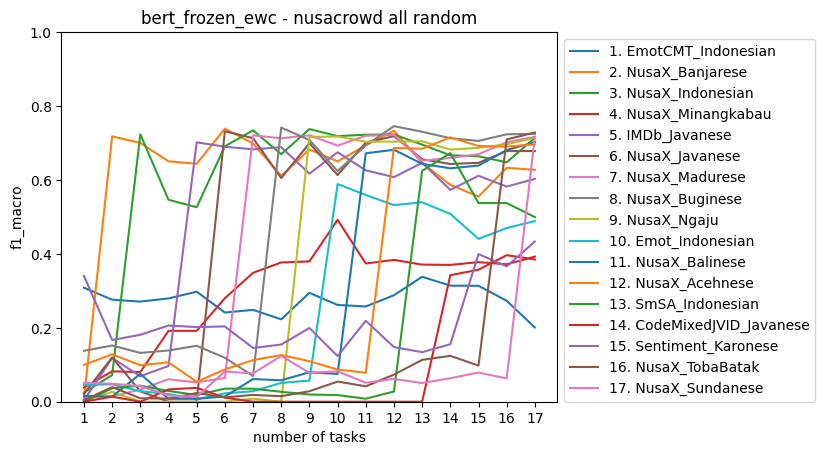 bert_frozen_ewc - nusacrowd all random
1.0
0.8
0.6
0.4
0.2
0.0
f1_macro
1 2 3 4 5 6 7 8 9 10 11 12 13 14 15 16 17
number of tasks
1. EmotCMT_Indonesian
2. NusaX_Banjarese
3. NusaX_Indonesian
4. NusaX_Minangkabau
5. IMDb_Javanese
6. NusaX_Javanese
7. NusaX_Madurese
8. NusaX_Buginese
9. NusaX_Ngaju
10. Emot_Indonesian
11. NusaX_Balinese
12. NusaX_Acehnese
13. SmSA_Indonesian
14. CodeMixedJVID_Javanese
15. Sentiment_Karonese
16. NusaX_TobaBatak
17. NusaX_Sundanese